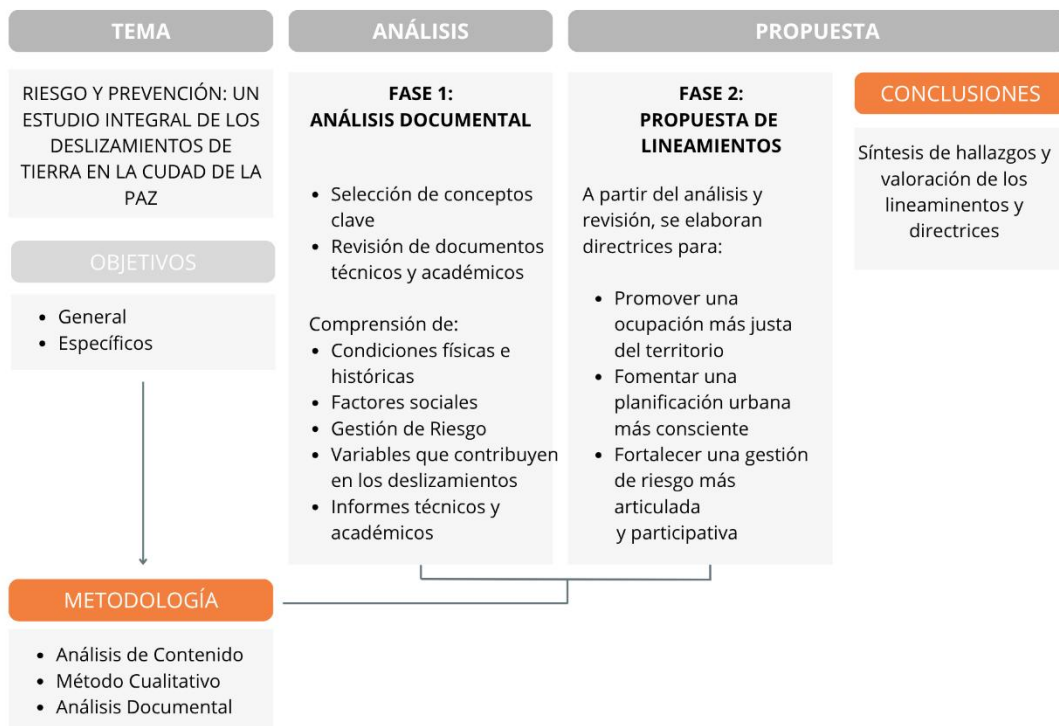 TEMA
RIESGO Y PREVENCIÓN: UN
ESTUDIO INTEGRAL DE LOS
DESLIZAMIENTOS DE
TIERRA EN LA CUDAD DE LA
PAZ
OBJETIVOS
• General
• Específicos
METODOLOGÍA
• Análisis de Contenido
• Método Cualitativo
• Análisis Documental
ANÁLISIS
FASE 1:
ANÁLISIS DOCUMENTAL
• Selección de conceptos
clave
• Revisión de documentos
técnicos y académicos
Comprensión de:
• Condiciones físicas e
históricas
• Factores sociales
• Gestión de Riesgo
• Variables que contribuyen
en los deslizamientos
• Informes técnicos y
académicos
PROPUESTA
FASE 2:
PROPUESTA DE
LINEAMIENTOS
A partir del análisis y
revisión, se elaboran
directrices para:
• Promover una
ocupación más justa
del territorio
• Fomentar una
planificación urbana
más consciente
• Fortalecer una gestión
de riesgo más
articulada
y participativa
CONCLUSIONES
Síntesis de hallazgos y
valoración de los
lineaminentos y
directrices